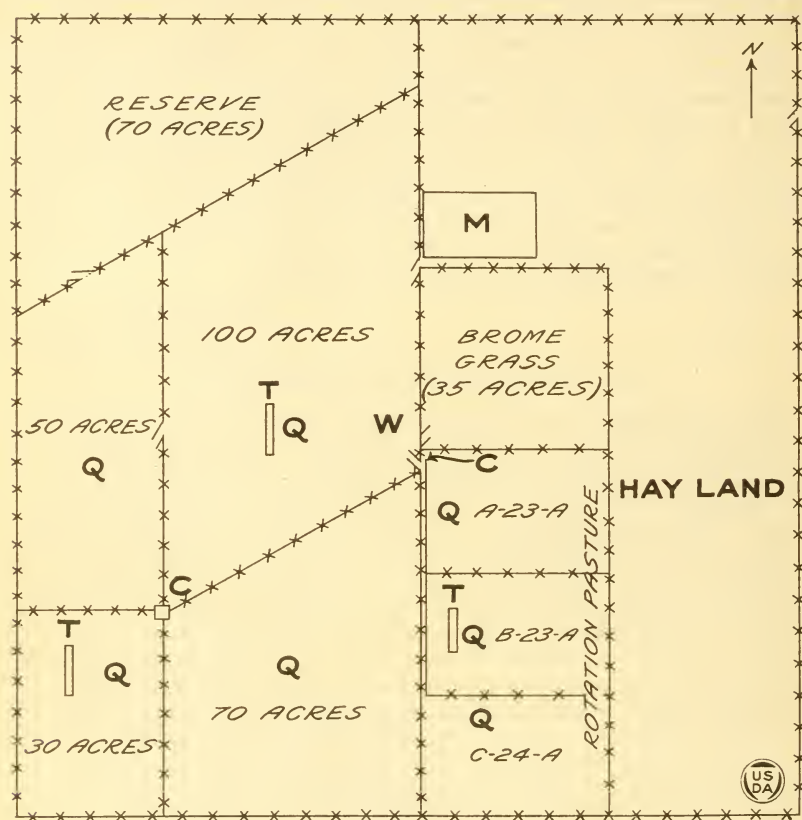 N
RESERVE
(70 ACRES)
M
100 ACRES
BROME
GRASS
(35 ACRES)
T
Q
W
50 ACRES
Q
C
HAY LAND
Q A-23-A
ROTATION PASTURE
C
T
Q B-23-A
T
Q
Q
70 ACRES
30 ACRES
Q
C-24-A
US
DA